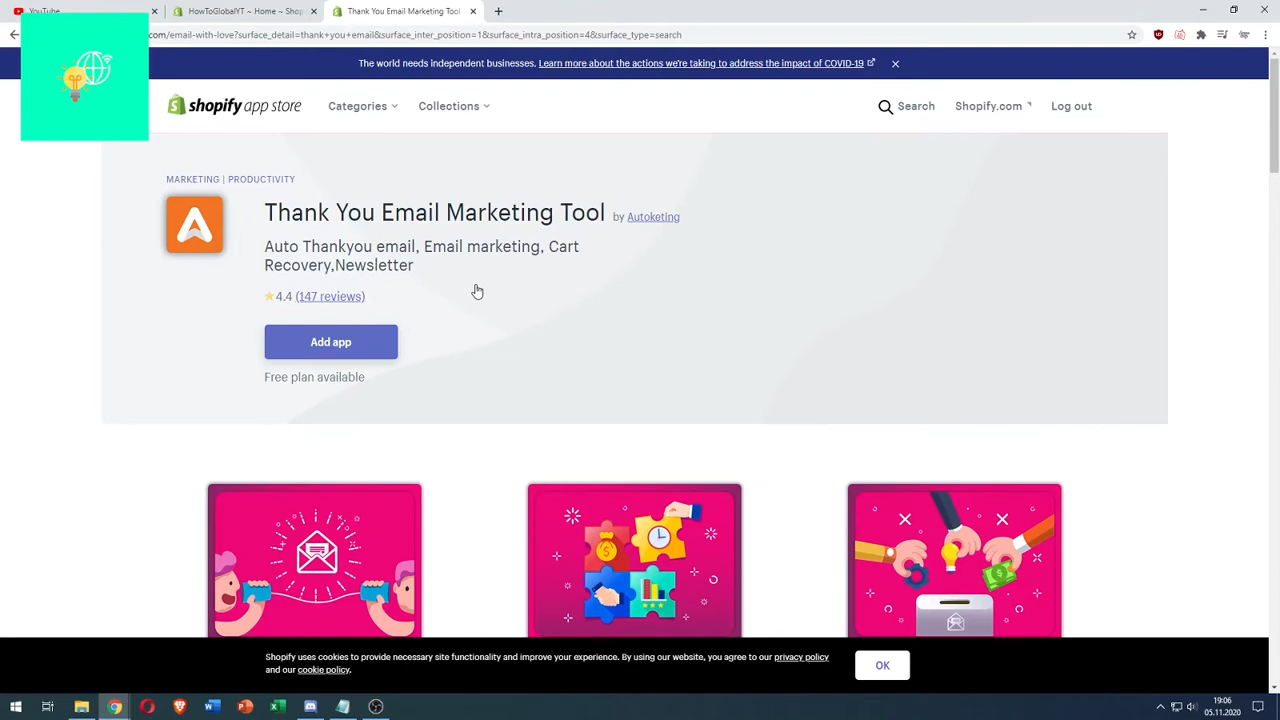 YouTube
HowToGlobalYT ~ Home ~ Shop
Thank You Email Marketing Tool
com/email-with-love?surface_detail=thank+you+email&surface_inter_position=1&surface_intra_position=4&surface_type=search
The world needs independent businesses. Learn more about the actions we're taking to address the impact of COVID-19
shopify app store
Categories
Collections
Search
Shopify.com
Log out
MARKETING | PRODUCTIVITY
Thank You Email Marketing Tool by Autoketing
Auto Thankyou email, Email marketing, Cart
Recovery,Newsletter
4.4 (147 reviews)
Add app
Free plan available
Shopify uses cookies to provide necessary site functionality and improve your experience. By using our website, you agree to our privacy policy
and our cookie policy.
OK
19:06
05.11.2020